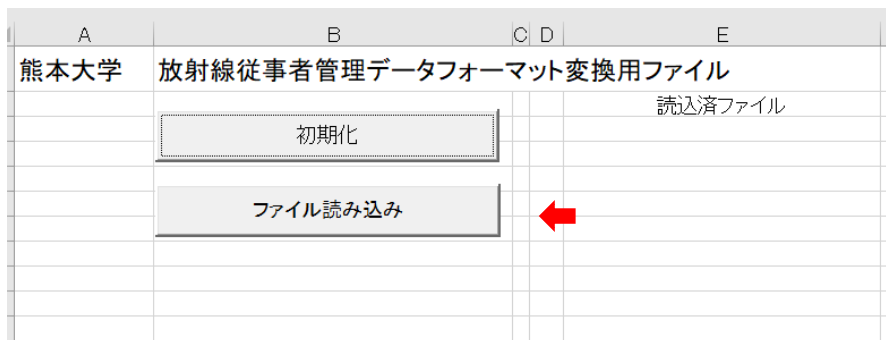 A B C D E
熊本大学 放射線従事者管理データフォーマット変換用ファイル
読込済ファイル
初期化
ファイル読み込み